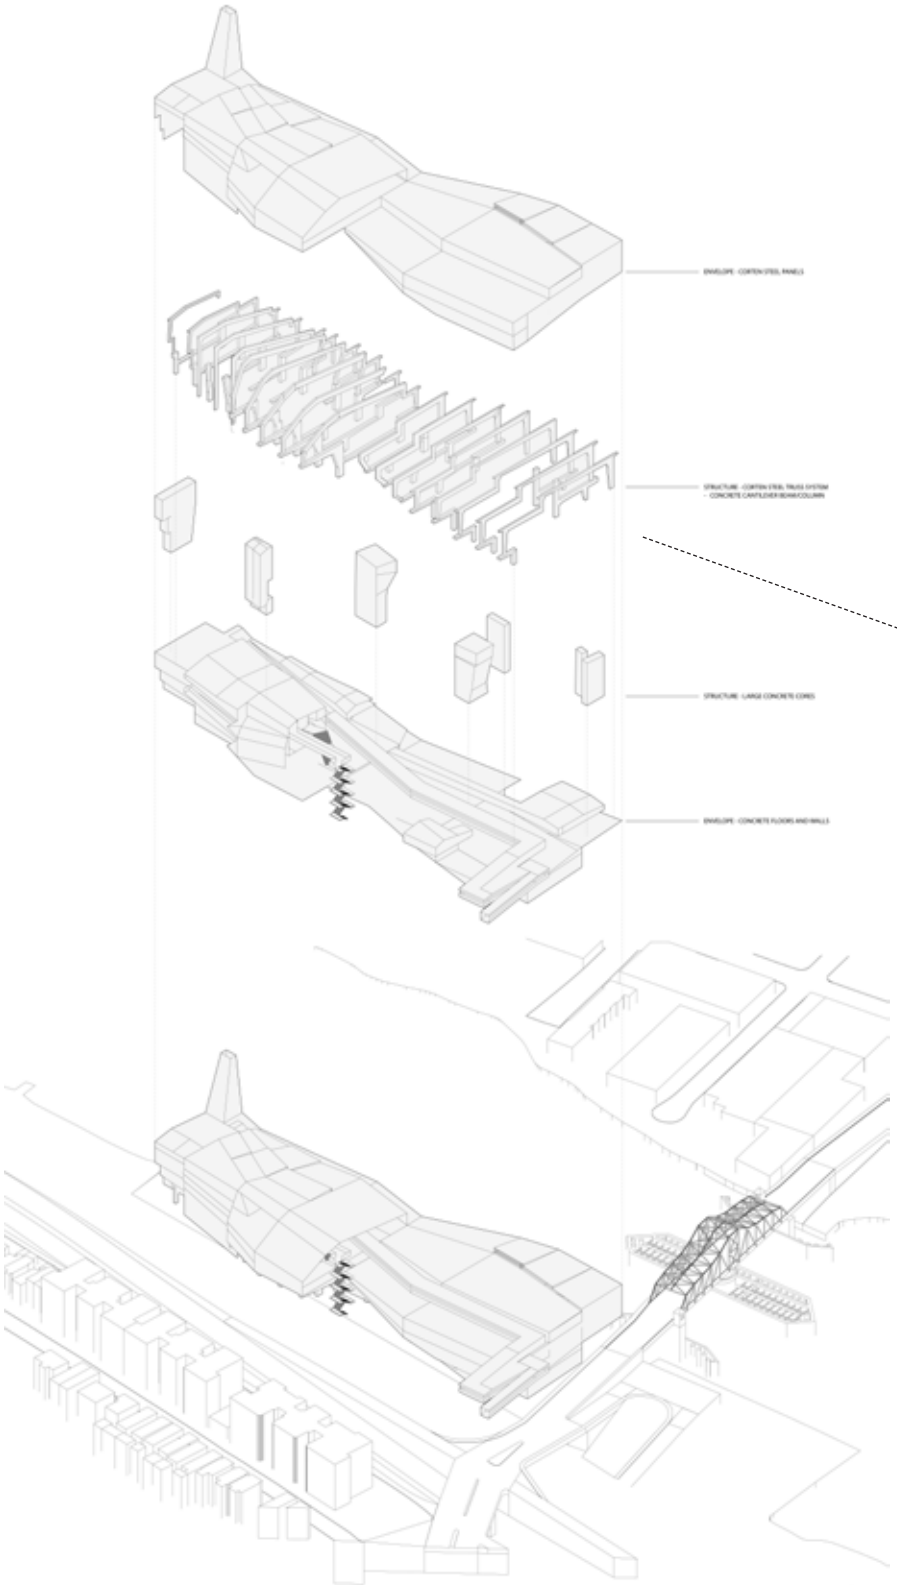 ENVELOPE - CORTEN STEEL PANELS
STRUCTURE - CORTEN STEEL TRUSS SYSTEM
- CONCRETE CANTILEVER BEAM/COLUMN
STRUCTURE - LARGE CONCRETE CORES
ENVELOPE - CONCRETE FLOORS AND WALLS